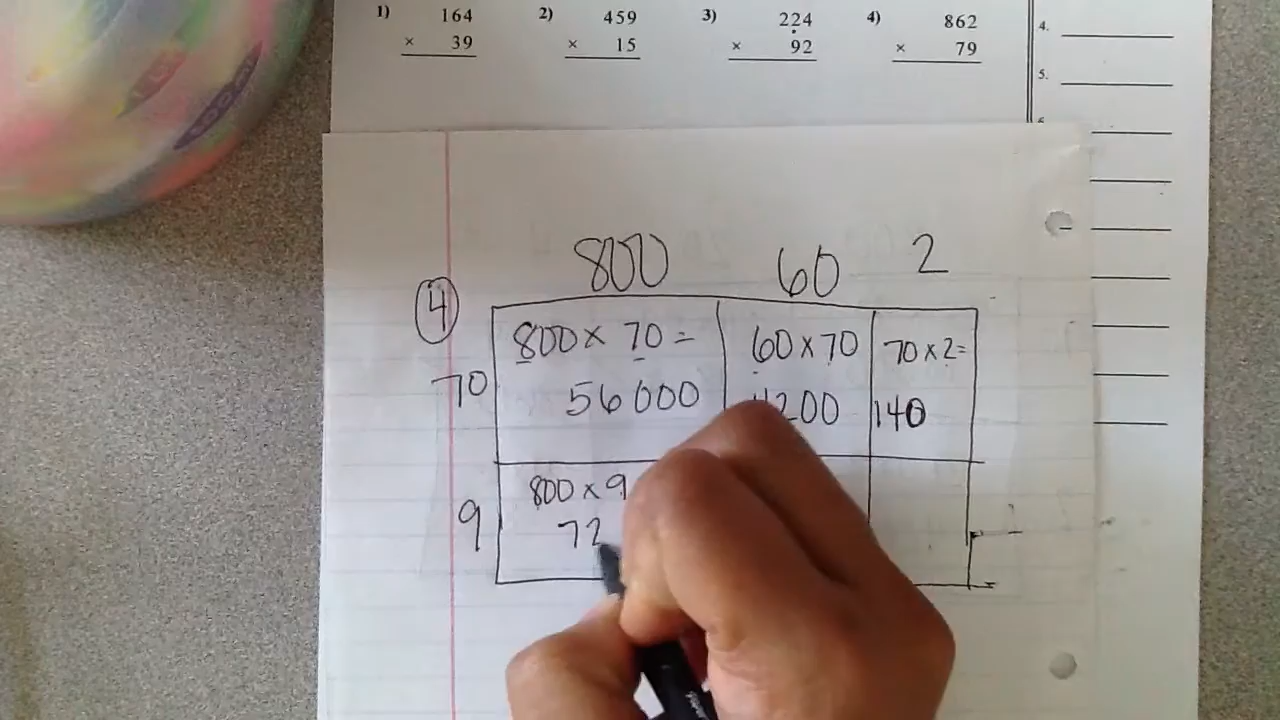 1) 164 2) 459 3) 224 4) 862 4.
× 39 × 15 × 92 × 79
5.
800 60 2
4
800 × 70 = 60 × 70 70 × 2 =
70
56000 4200 140
800 × 9
9
72